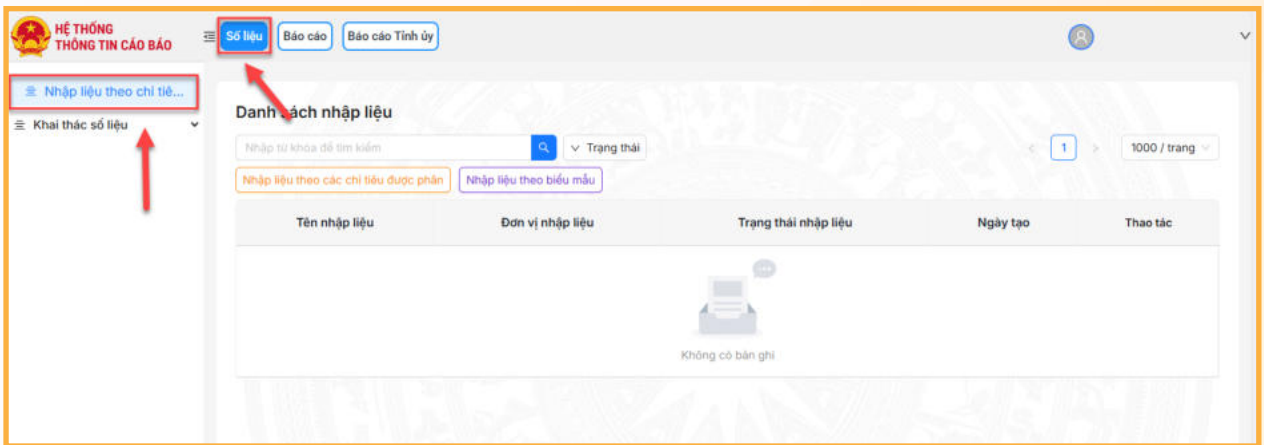 HỆ THỐNG
THÔNG TIN CÁO BÁO
Số liệu
Báo cáo
Báo cáo Tỉnh ủy
Nhập liệu theo chỉ tiê...
Khai thác số liệu
Danh sách nhập liệu
Nhập từ khóa để tìm kiếm
Trạng thái
1
1000 / trang
Nhập liệu theo các chỉ tiêu được phân
Nhập liệu theo biểu mẫu
Tên nhập liệu
Đơn vị nhập liệu
Trạng thái nhập liệu
Ngày tạo
Thao tác
Không có bản ghi